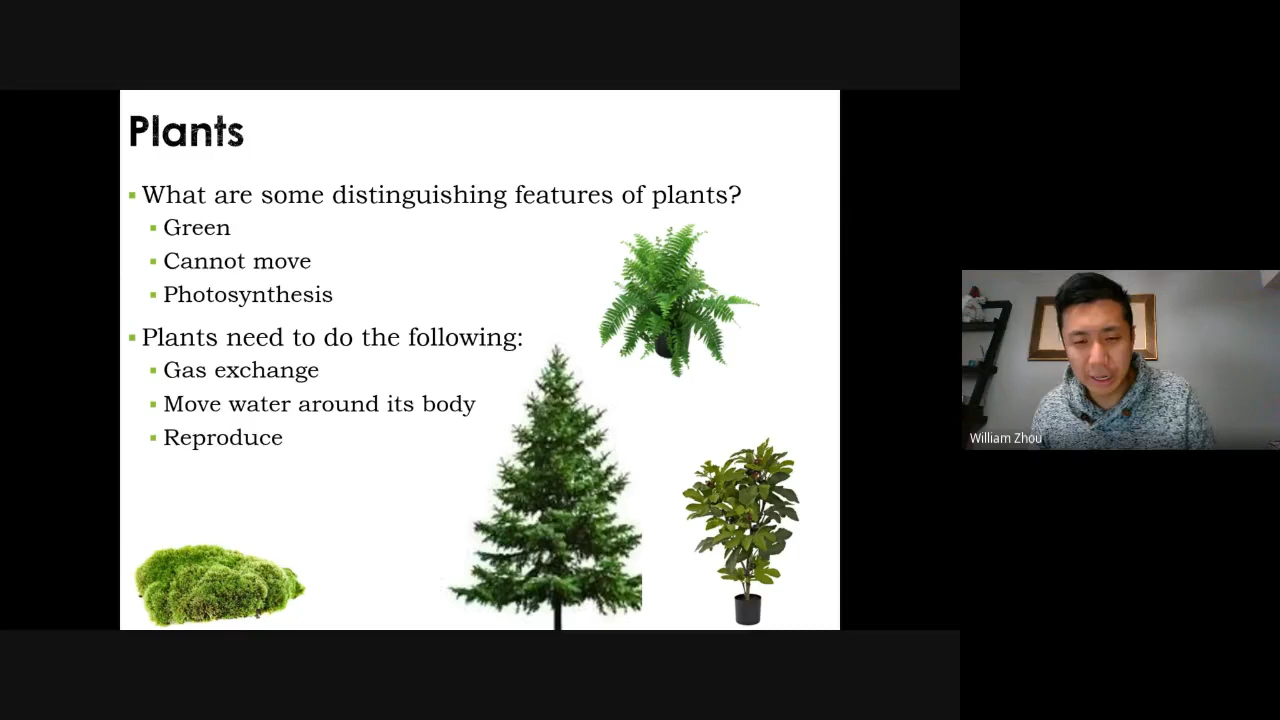 Plants
What are some distinguishing features of plants?
Green
Cannot move
Photosynthesis
Plants need to do the following:
Gas exchange
Move water around its body
Reproduce
William Zhou